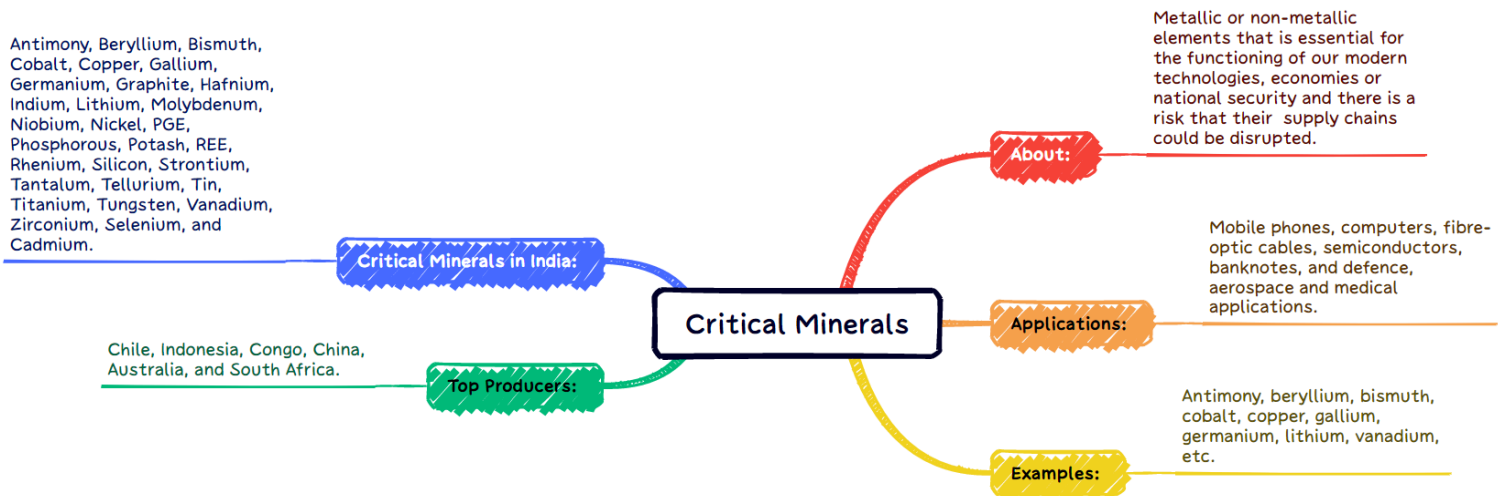 Critical Minerals
About:
Metallic or non-metallic
elements that is essential for
the functioning of our modern
technologies, economies or
national security and there is a
risk that their supply chains
could be disrupted.
Applications:
Mobile phones, computers, fibre-
optic cables, semiconductors,
banknotes, and defence,
aerospace and medical
applications.
Examples:
Antimony, beryllium, bismuth,
cobalt, copper, gallium,
germanium, lithium, vanadium,
etc.
Critical Minerals in India:
Antimony, Beryllium, Bismuth,
Cobalt, Copper, Gallium,
Germanium, Graphite, Hafnium,
Indium, Lithium, Molybdenum,
Niobium, Nickel, PGE,
Phosphorous, Potash, REE,
Rhenium, Silicon, Strontium,
Tantalum, Tellurium, Tin,
Titanium, Tungsten, Vanadium,
Zirconium, Selenium, and
Cadmium.
Top Producers:
Chile, Indonesia, Congo, China,
Australia, and South Africa.